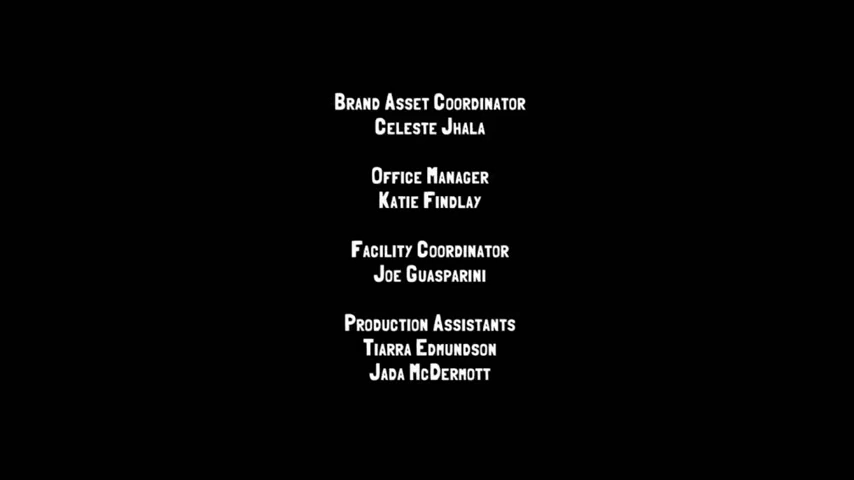 Brand Asset Coordinator
Celeste Jhala
Office Manager
Katie Findlay
Facility Coordinator
Joe Guasparini
Production Assistants
Tiarra Edmundson
Jada McDermott